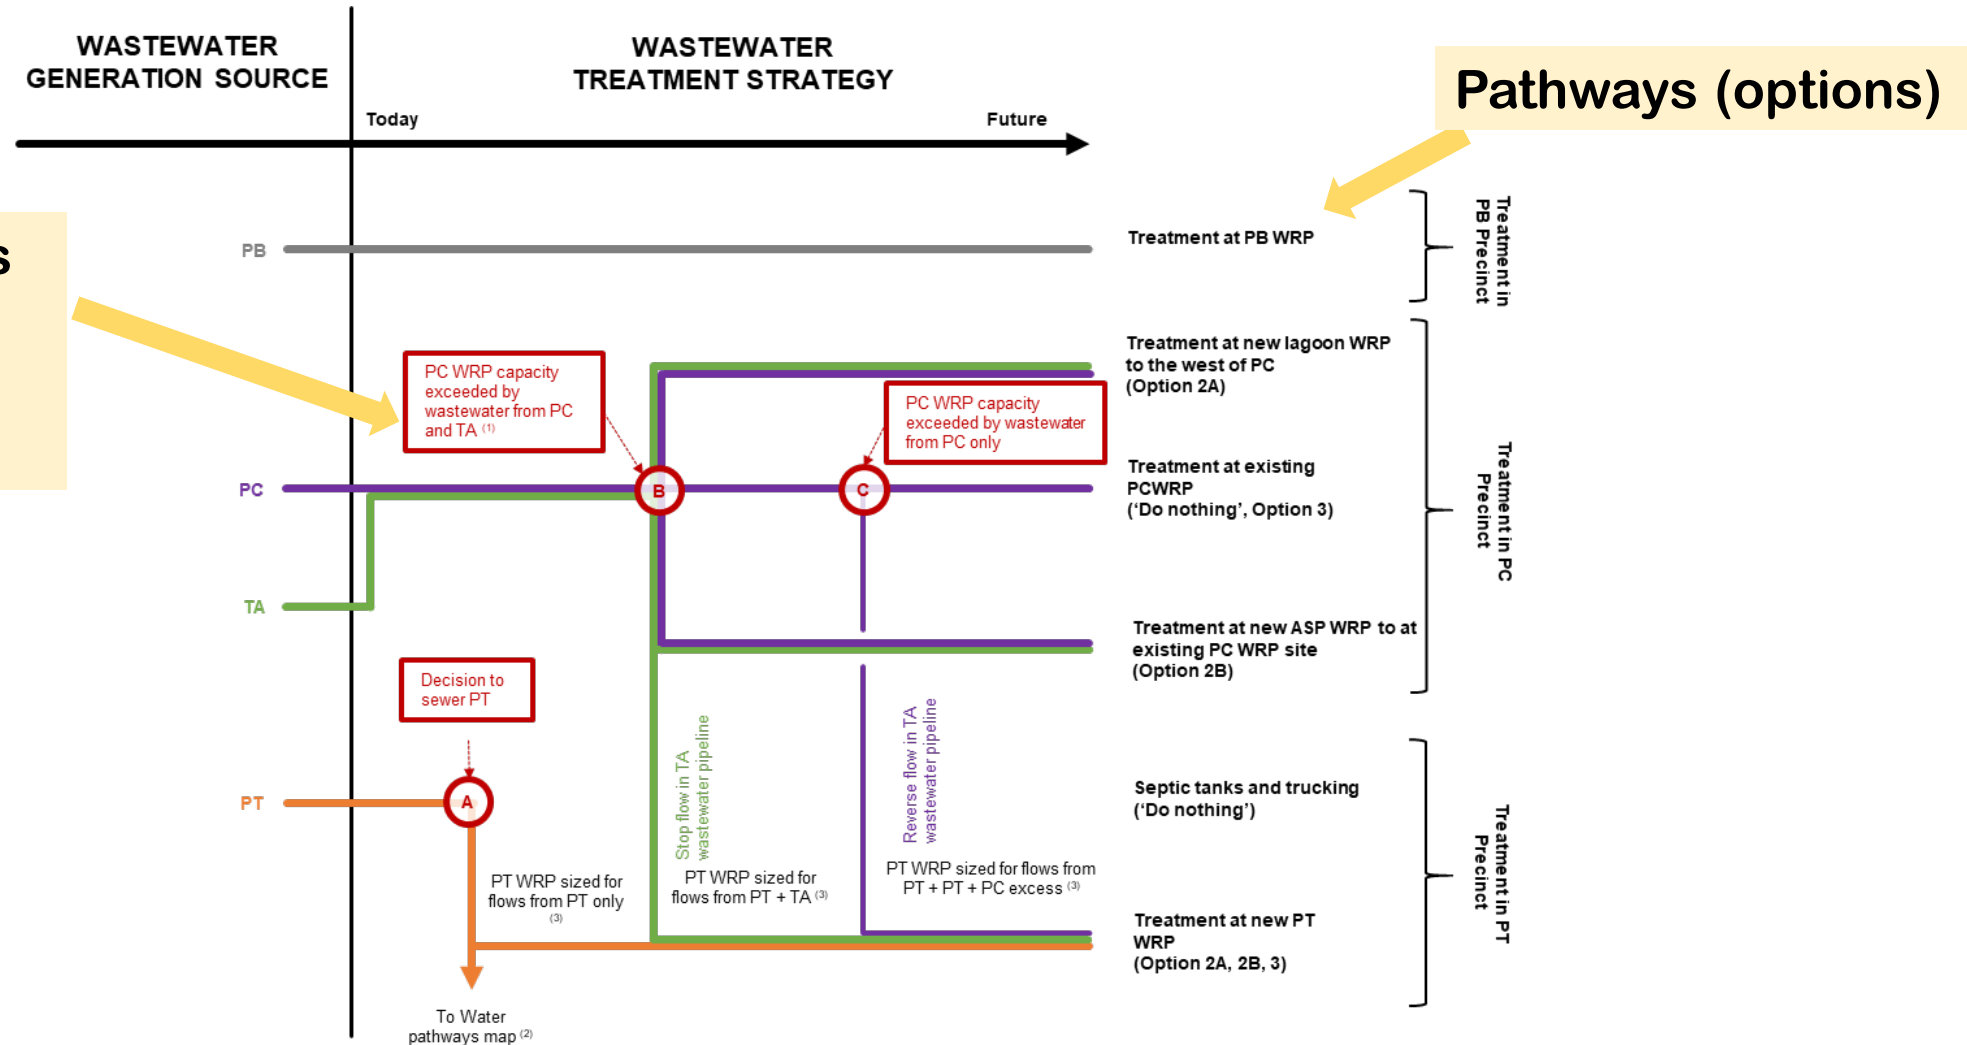 WASTEWATER
GENERATION SOURCE
WASTEWATER
TREATMENT STRATEGY
Pathways (options)
Today
Future
s
PB
Treatment at PB WRP
Treatment in
PB Precinct
PC WRP capacity
exceeded by
wastewater from PC
and TA (1)
PC WRP capacity
exceeded by wastewater
from PC only
Treatment at new lagoon WRP
to the west of PC
(Option 2A)
PC
B
C
Treatment at existing
PCWRP
(‘Do nothing’, Option 3)
Treatment in PC
Precinct
TA
Treatment at new ASP WRP to at
existing PC WRP site
(Option 2B)
Decision to
sewer PT
PT
A
Stop flow in TA
wastewater pipeline
Reverse flow in TA
wastewater pipeline
Septic tanks and trucking
(‘Do nothing’)
Treatment in PT
Precinct
PT WRP sized for
flows from PT only
(3)
PT WRP sized for
flows from PT + TA (3)
PT WRP sized for flows from
PT + PT + PC excess (3)
Treatment at new PT
WRP
(Option 2A, 2B, 3)
To Water
pathways map (2)